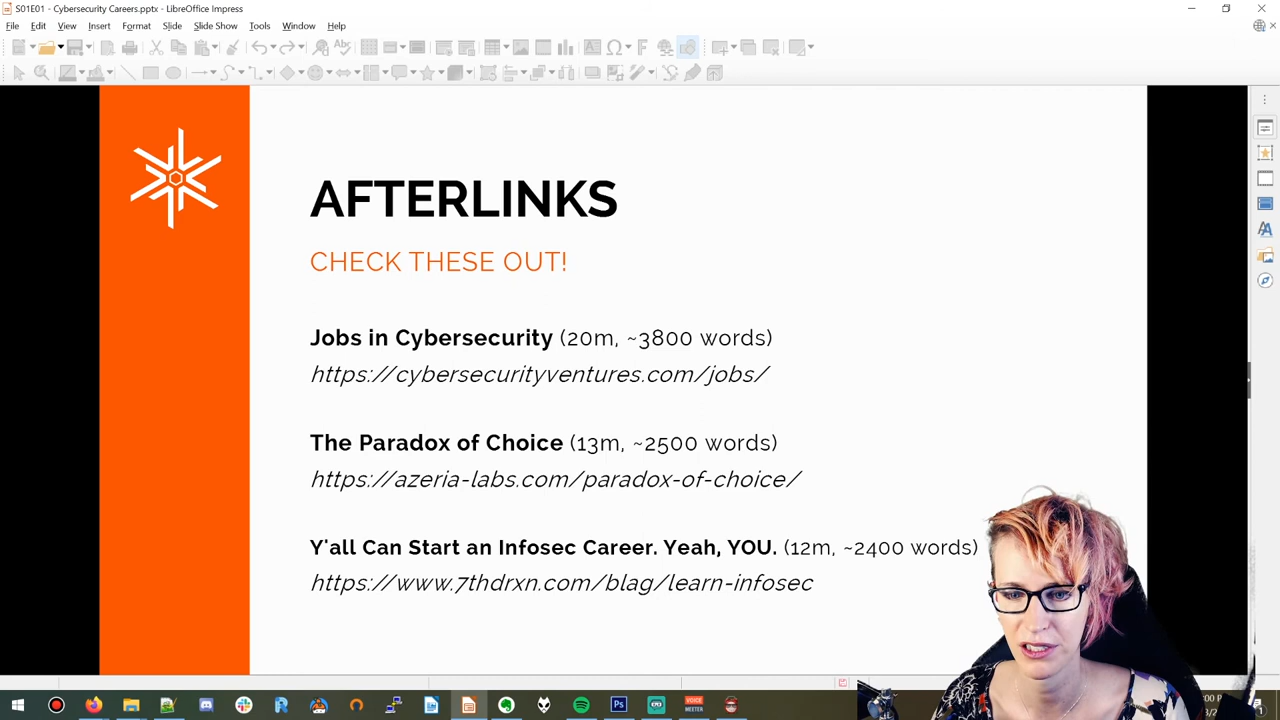 S01E01 - Cybersecurity Careers.pptx - LibreOffice Impress
File Edit View Insert Format Slide Slide Show Tools Window Help
AFTERLINKS
CHECK THESE OUT!
Jobs in Cybersecurity (20m, ~3800 words)
https://cybersecurityventures.com/jobs/
The Paradox of Choice (13m, ~2500 words)
https://azeria-labs.com/paradox-of-choice/
Y'all Can Start an Infosec Career. Yeah, YOU. (12m, ~2400 words)
https://www.7thdrxn.com/blag/learn-infosec
VOICE
MEETER